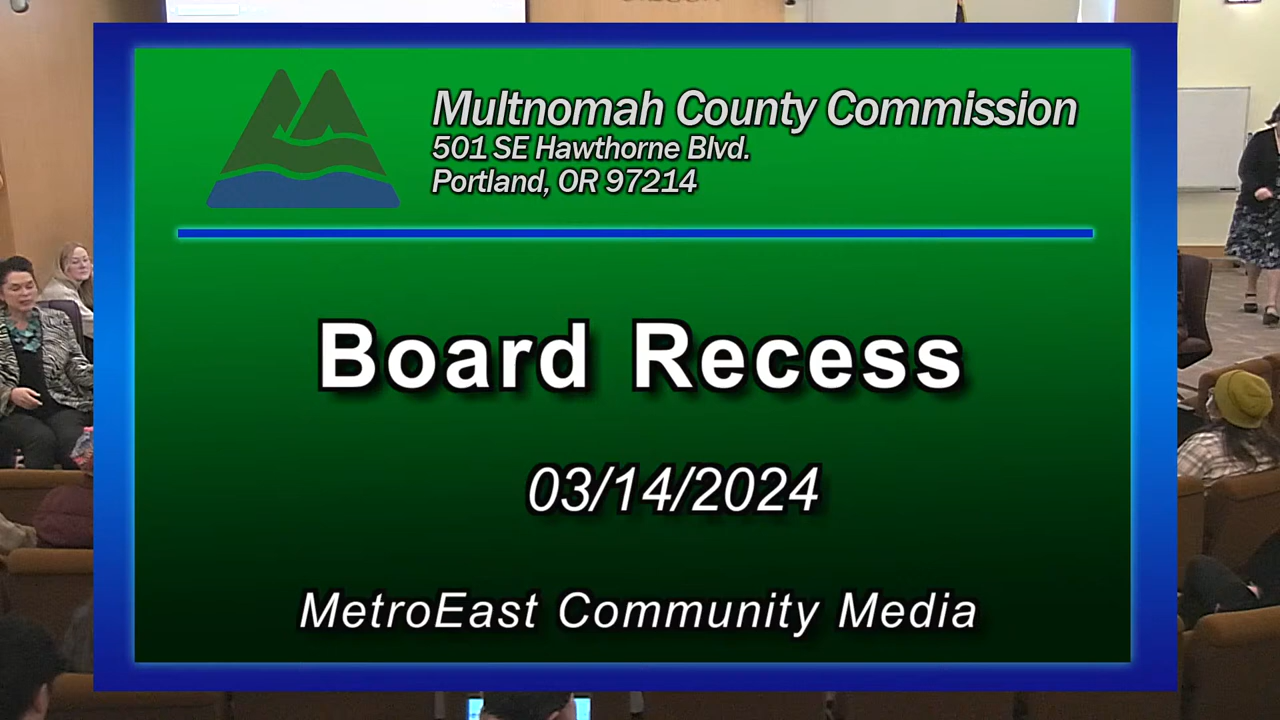 Multnomah County Commission
501 SE Hawthorne Blvd.
Portland, OR 97214
Board Recess
03/14/2024
MetroEast Community Media